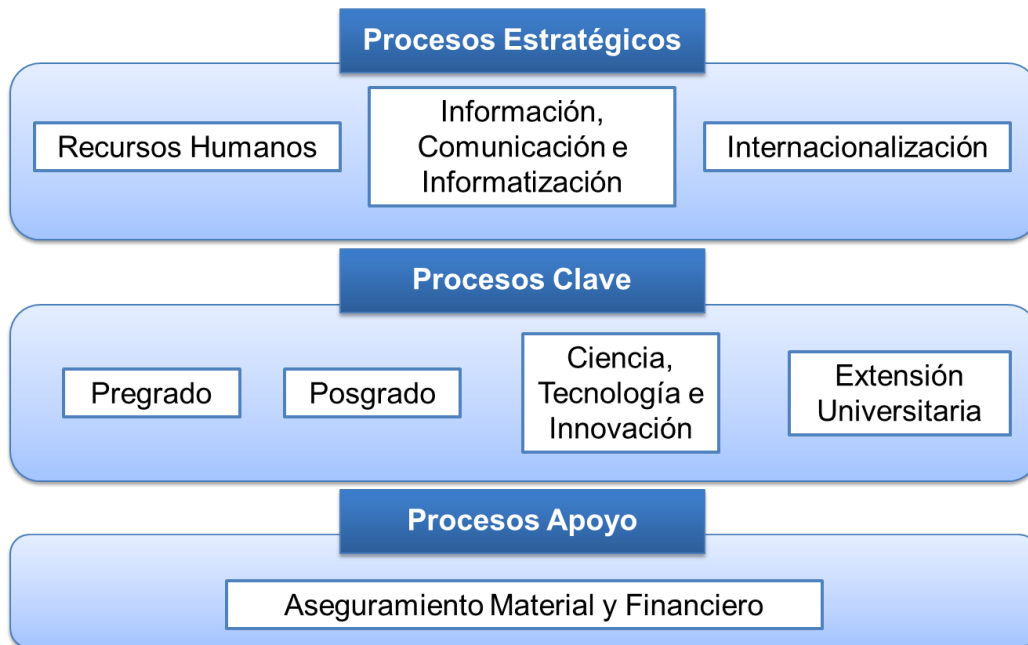 Procesos Estratégicos
Recursos Humanos
Información,
Comunicación e
Informatización
Internacionalización
Procesos Clave
Pregrado
Posgrado
Ciencia,
Tecnología e
Innovación
Extensión
Universitaria
Procesos Apoyo
Aseguramiento Material y Financiero